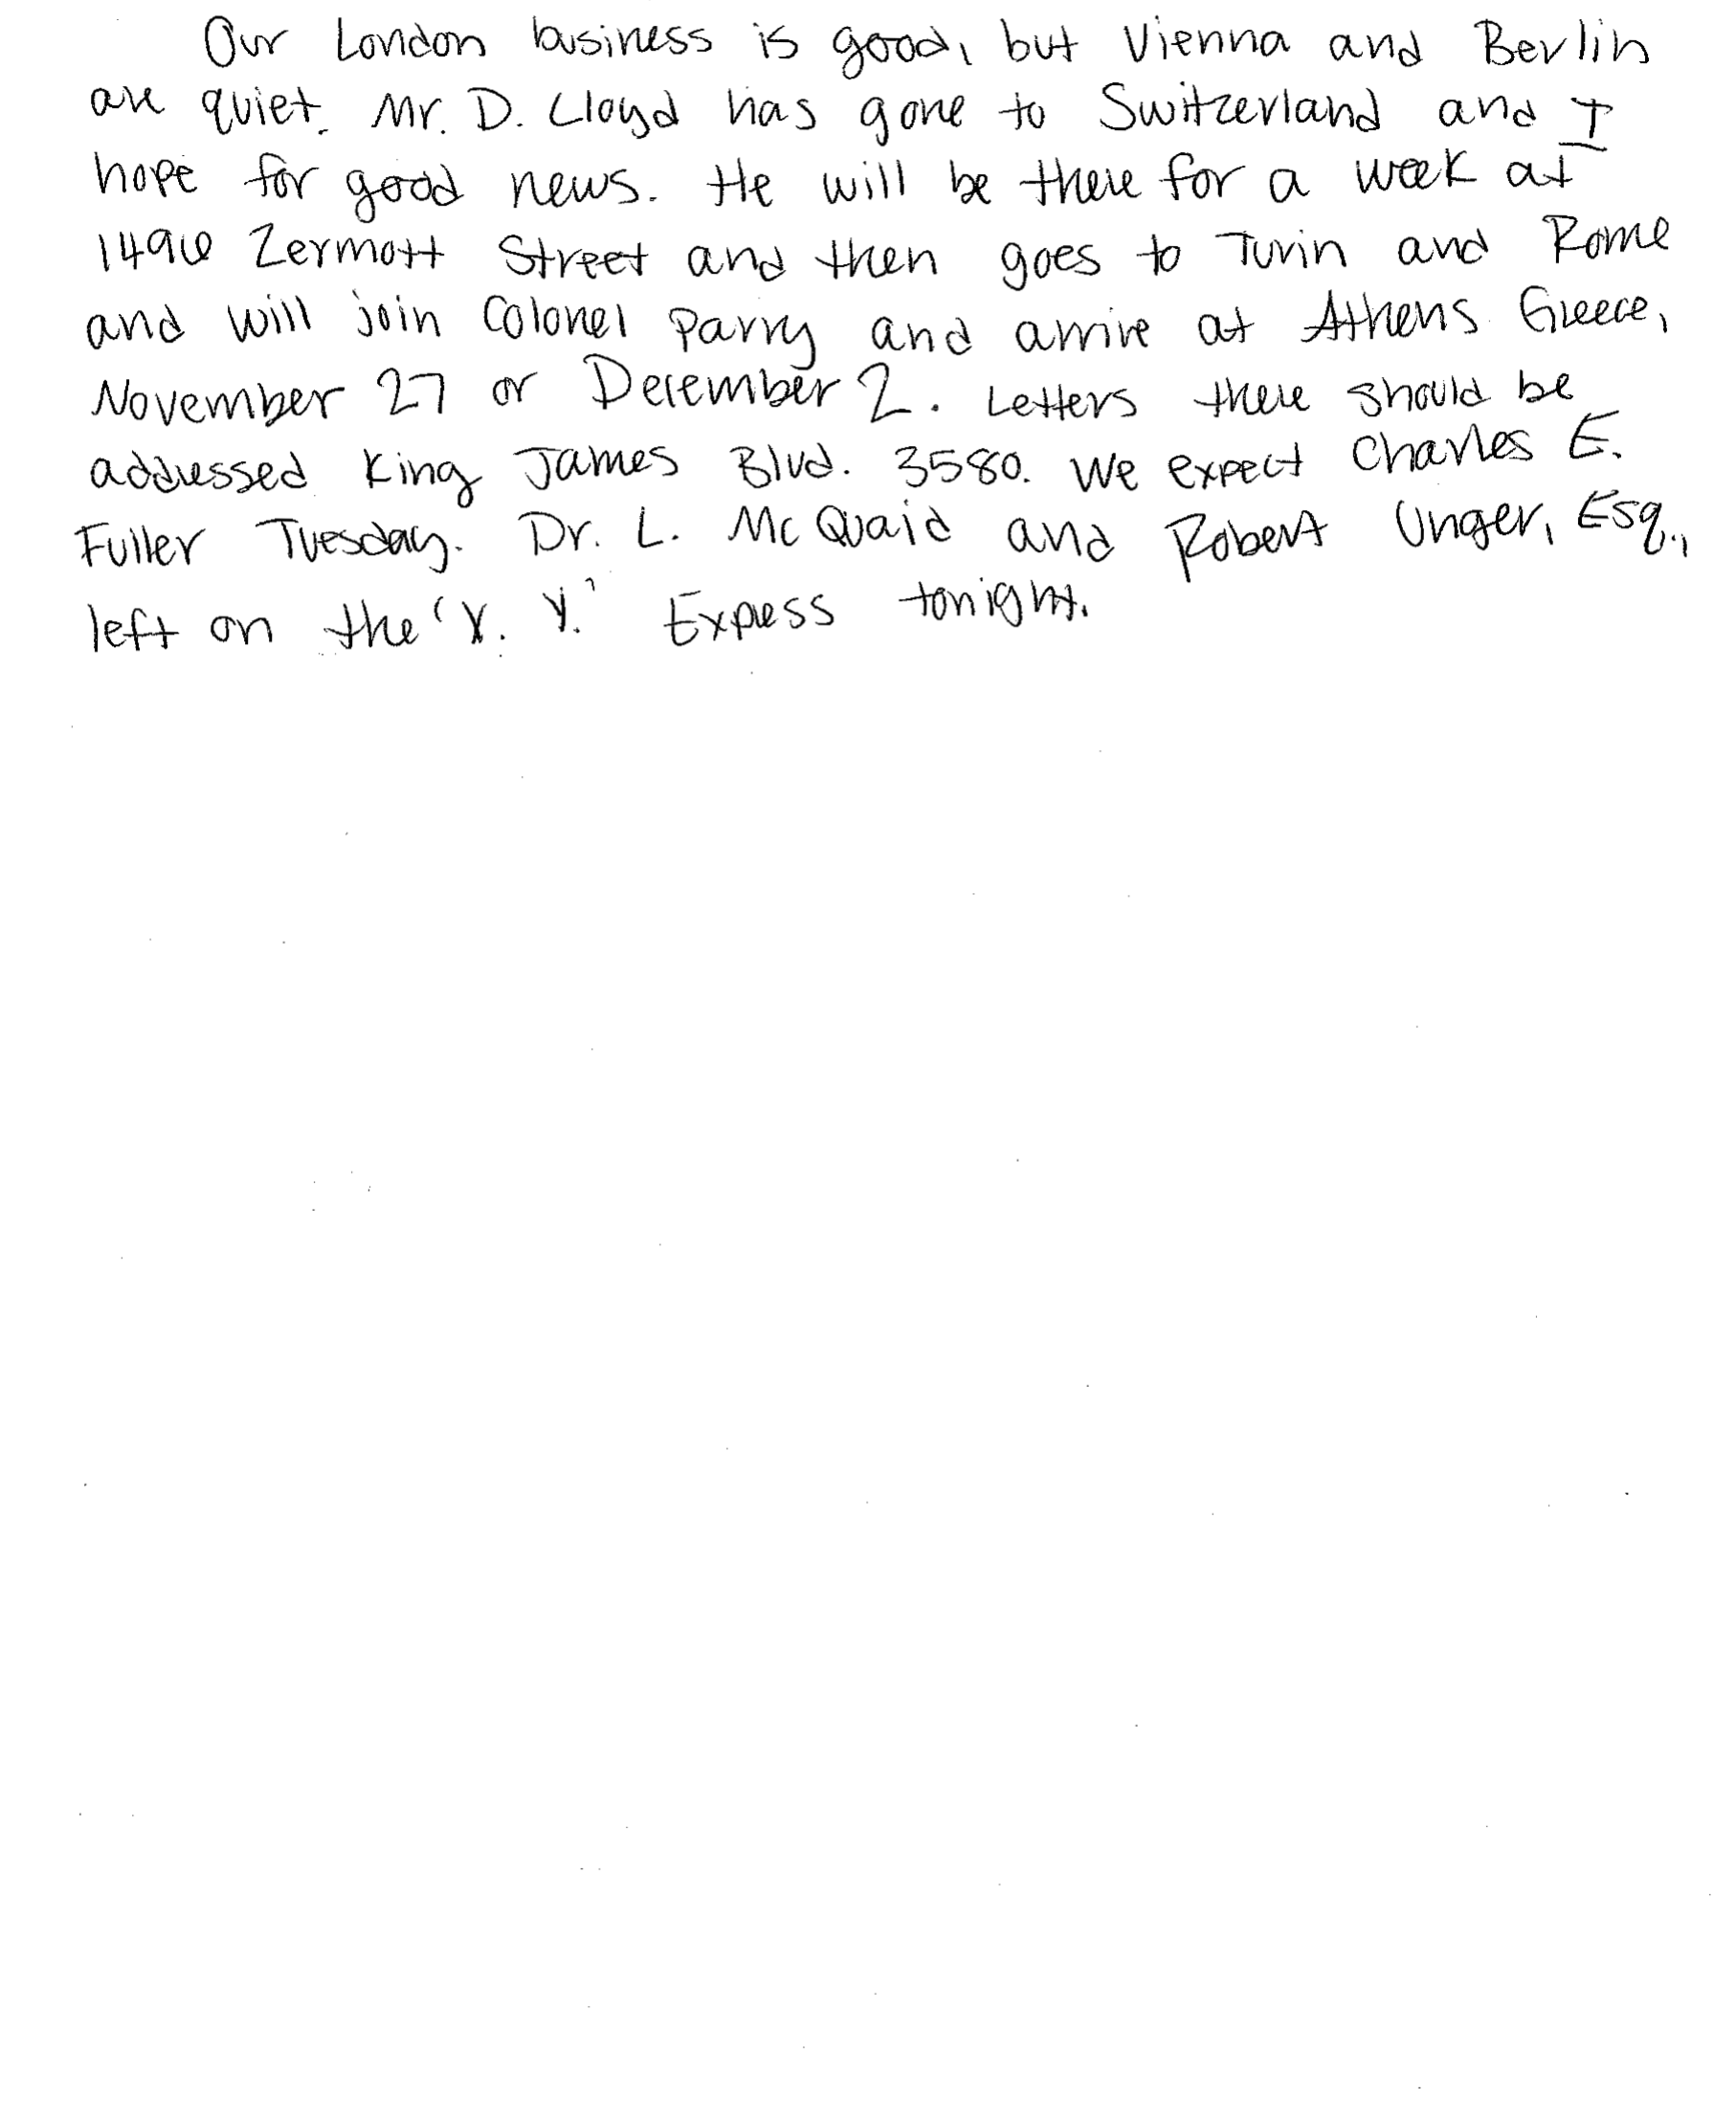 Our London business is good, but Vienna and Berlin
are quiet. Mr. D. Lloyd has gone to Switzerland and I
hope for good news. He will be there for a week at
1496 Zermott Street and then goes to Turin and Rome
and will join Colonel Parry and arrive at Athens Greece,
November 27 or December 2. Letters there should be
addressed King James Blvd. 3580. We expect Charles E.
Fuller Tuesday. Dr. L. McQuaid and Robert Unger, Esq.,
left on the 'X. Y.' Express tonight.